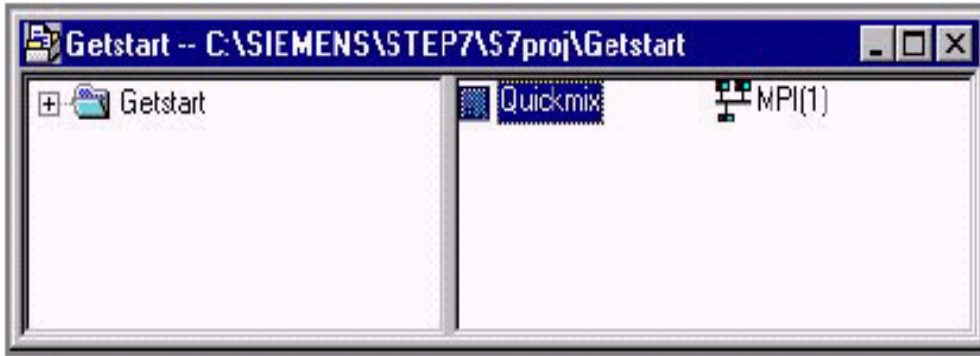 Getstart -- C:\SIEMENS\STEP7\S7proj\Getstart
Getstart
Quickmix
MPI(1)